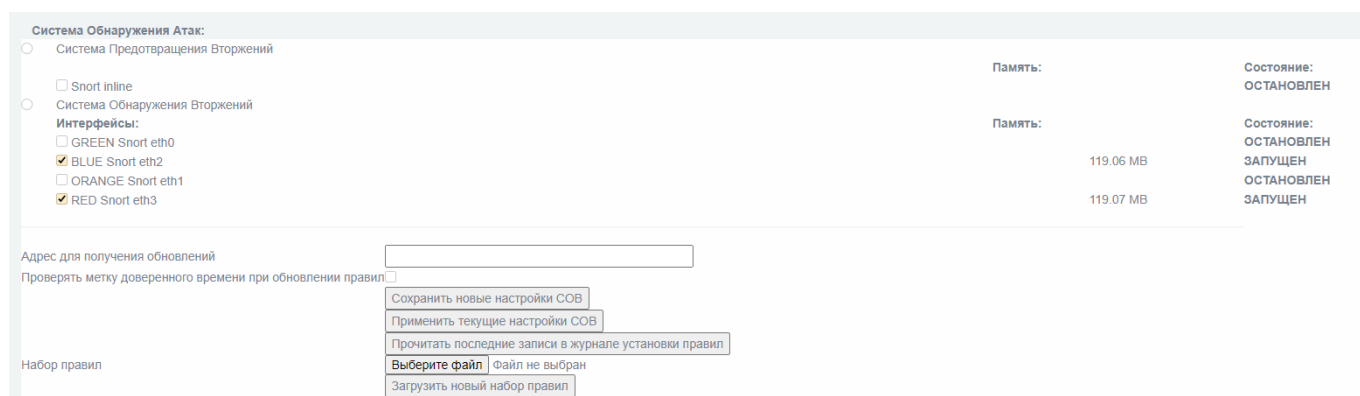 Система Обнаружения Атак:
Система Предотвращения Вторжений
Память: Состояние:
Snort inline ОСТАНОВЛЕН
Система Обнаружения Вторжений
Интерфейсы: Память: Состояние:
GREEN Snort eth0 ОСТАНОВЛЕН
BLUE Snort eth2 119.06 MB ЗАПУЩЕН
ORANGE Snort eth1 ОСТАНОВЛЕН
RED Snort eth3 119.07 MB ЗАПУЩЕН
Адрес для получения обновлений
Проверять метку доверенного времени при обновлении правил
Сохранить новые настройки СОВ
Применить текущие настройки СОВ
Прочитать последние записи в журнале установки правил
Набор правил Выберите файл Файл не выбран
Загрузить новый набор правил